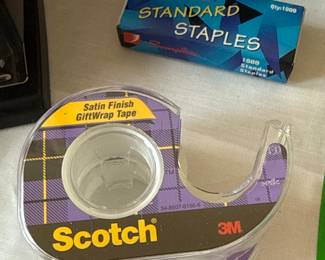 STANDARD
STAPLES
Qty:1000
Swingline
1000
Standard
Staples
Satin Finish
GiftWrap Tape
Scotch
3M